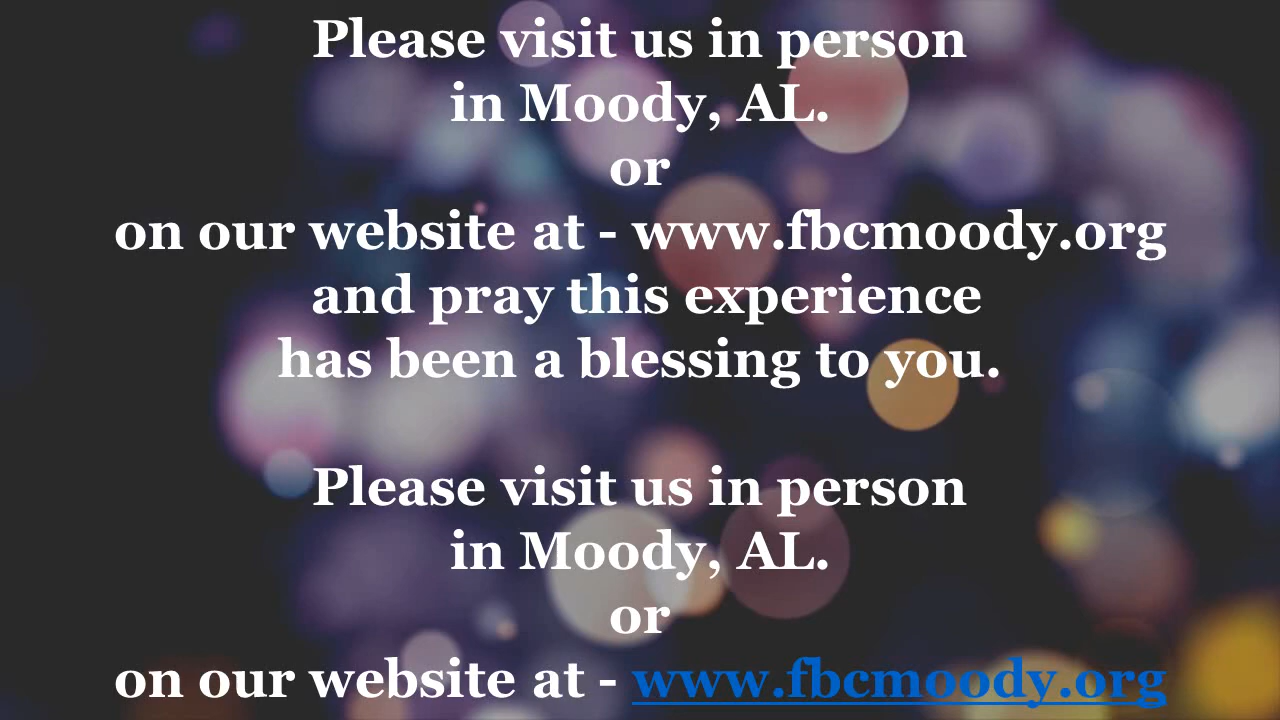 Please visit us in person
in Moody, AL.
or
on our website at - www.fbcmoody.org
and pray this experience
has been a blessing to you.
Please visit us in person
in Moody, AL.
or
on our website at - www.fbcmoody.org